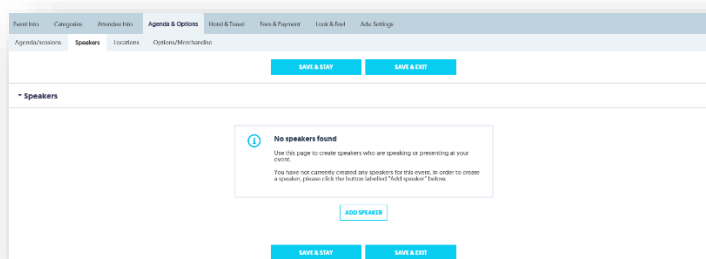 Event Info Categories Attendee Info Agenda & Options Hotel & Travel Fees & Payment Look & Feel Adv. Settings
Agenda/sessions Speakers Locations Options/Merchandise
SAVE & STAY SAVE & EXIT
Speakers
No speakers found
Use this page to create speakers who are speaking or presenting at your
event.
You have not currently created any speakers for this event. In order to create
a speaker, please click the button labelled "Add speaker" below.
ADD SPEAKER
SAVE & STAY SAVE & EXIT